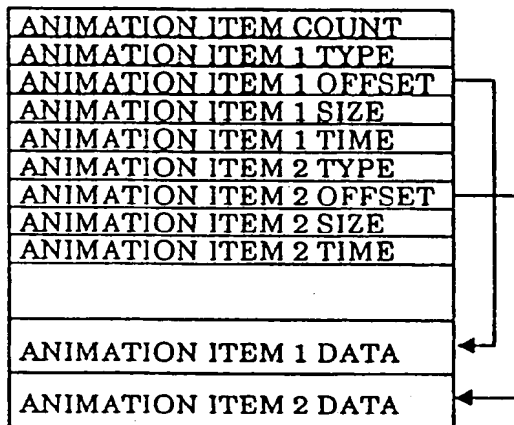 ANIMATION ITEM COUNT
ANIMATION ITEM 1 TYPE
ANIMATION ITEM 1 OFFSET
ANIMATION ITEM 1 SIZE
ANIMATION ITEM 1 TIME
ANIMATION ITEM 2 TYPE
ANIMATION ITEM 2 OFFSET
ANIMATION ITEM 2 SIZE
ANIMATION ITEM 2 TIME
ANIMATION ITEM 1 DATA
ANIMATION ITEM 2 DATA